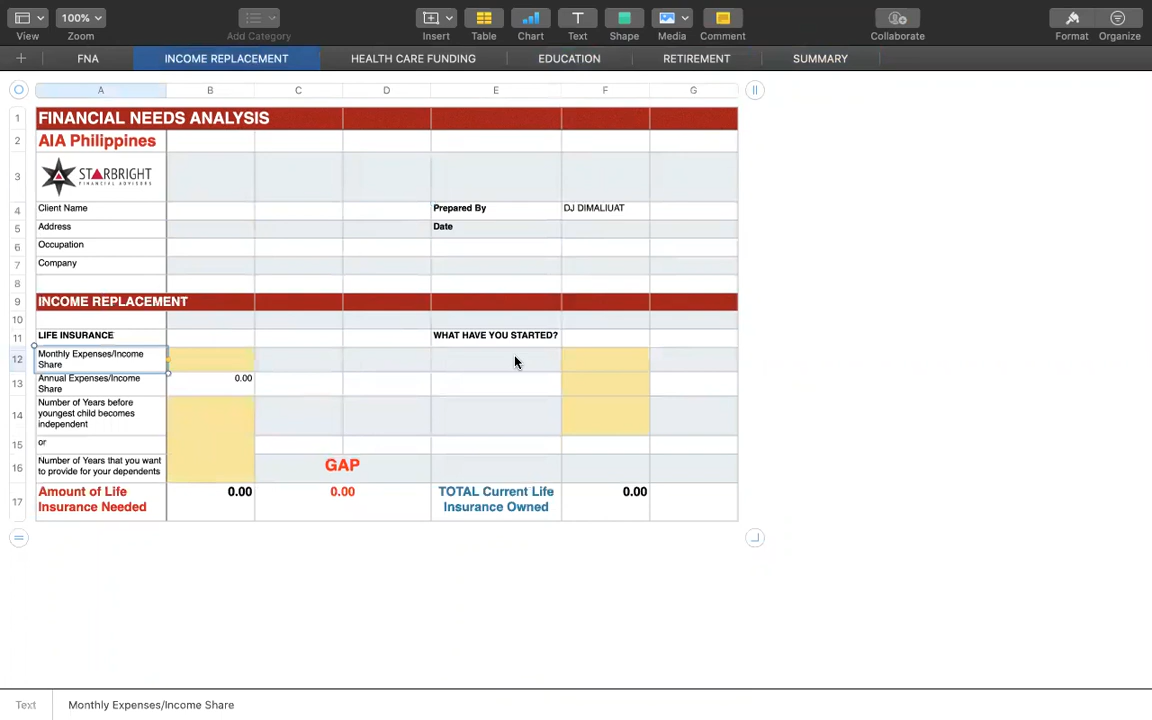 View
100%
Zoom
Add Category
Insert
Table
Chart
Text
Shape
Media
Comment
Collaborate
Format
Organize
FNA
INCOME REPLACEMENT
HEALTH CARE FUNDING
EDUCATION
RETIREMENT
SUMMARY
A B C D E F G
1 FINANCIAL NEEDS ANALYSIS
2 AIA Philippines
3 STARBRIGHT
FINANCIAL ADVISORS
4 Client Name Prepared By DJ DIMALIUAT
5 Address Date
6 Occupation
7 Company
8
9 INCOME REPLACEMENT
10
11 LIFE INSURANCE WHAT HAVE YOU STARTED?
12 Monthly Expenses/Income
Share
13 Annual Expenses/Income 0.00
Share
14 Number of Years before
youngest child becomes
independent
15 or
16 Number of Years that you want
to provide for your dependents
GAP
17 Amount of Life 0.00 0.00 TOTAL Current Life 0.00
Insurance Needed Insurance Owned
Text Monthly Expenses/Income Share